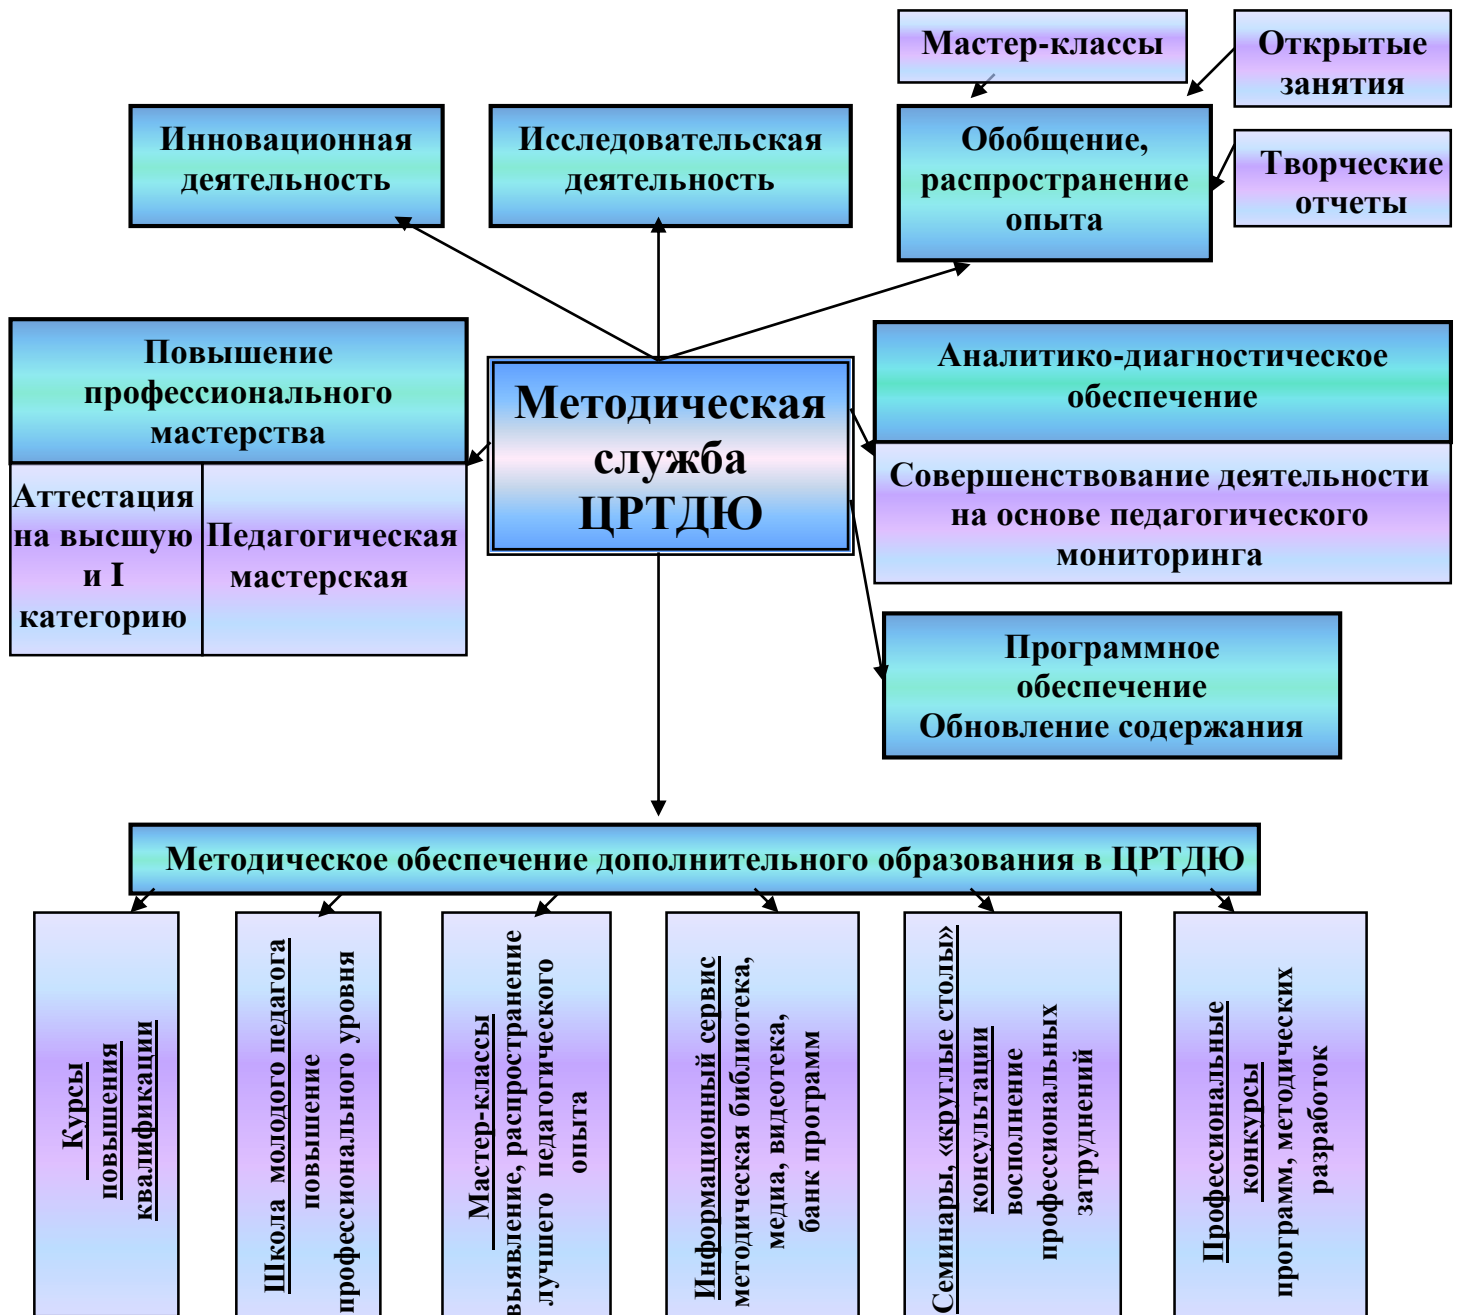 Мастер-классы
Открытые
занятия
Инновационная
деятельность
Исследовательская
деятельность
Обобщение,
распространение
опыта
Творческие
отчеты
Повышение
профессионального
мастерства
Аттестация
на высшую
и I
категорию
Педагогическая
мастерская
Методическая
служба
ЦРТДЮ
Аналитико-диагностическое
обеспечение
Совершенствование деятельности
на основе педагогического
мониторинга
Программное
обеспечение
Обновление содержания
Методическое обеспечение дополнительного образования в ЦРТДЮ
Курсы
повышения
квалификации
Школа молодого педагога
повышение
профессионального уровня
Мастер-классы
выявление, распространение
лучшего педагогического
опыта
Информационный сервис
методическая библиотека,
медиа, видеотека,
банк программ
Семинары, «круглые столы»
консультации
восполнение
профессиональных
затруднений
Профессиональные
конкурсы
программ, методических
разработок